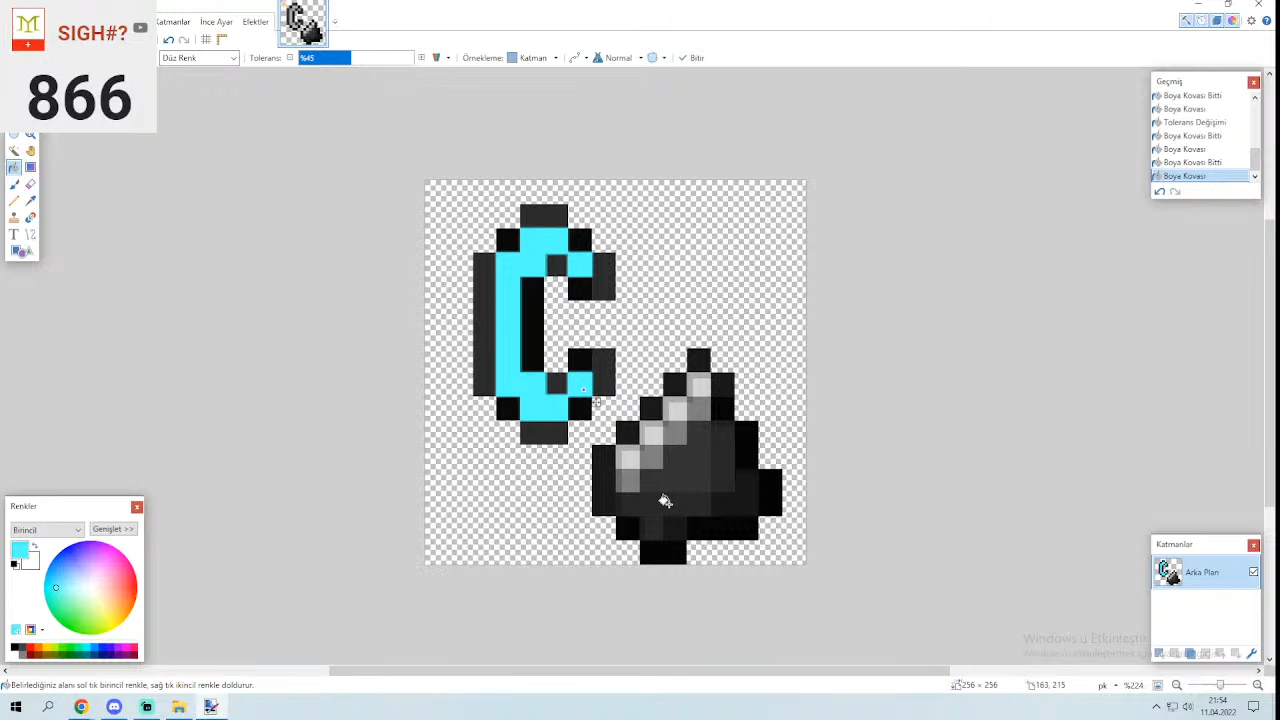 SIGH#?
866
Katmanlar İnce Ayar Efektler
Düz Renk Tolerans: %45 Örnekleme: Katman Normal Bitir
Geçmiş
Boya Kovası Bitti
Boya Kovası
Tolerans Değişimi
Boya Kovası Bitti
Boya Kovası
Boya Kovası Bitti
Boya Kovası
Renkler
Birincil Genişlet >>
Katmanlar
Arka Plan
Windows'u Etkinleştir
Belirlediğiniz alanı sol tık birincil renkle, sağ tık ikincil renkle doldurur.
256 × 256
163, 215
pk
%224
21:54
11.04.2022